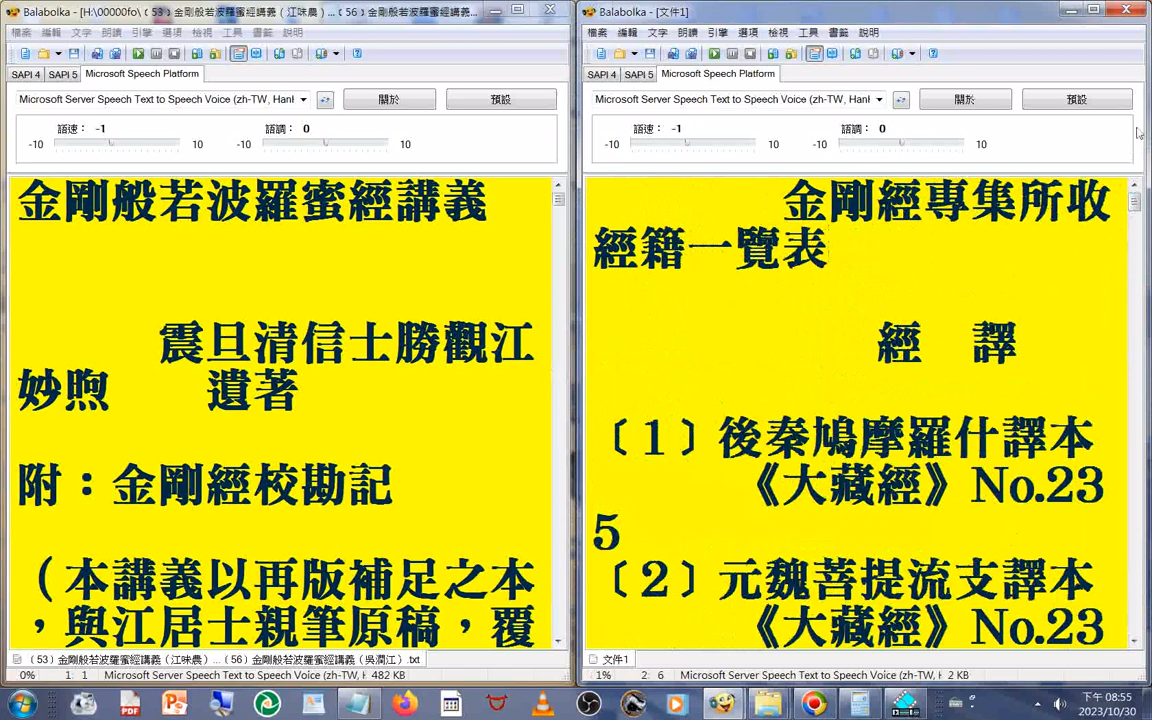 Balabolka - [H:\00000fo\〔53〕金剛般若波羅蜜經講義（江味農）...〔56〕金剛般若波羅蜜經講義（吳潤江）...
檔案 編輯 文字 朗讀 引擎 選項 檢視 工具 書籤 說明
SAPI 4 SAPI 5 Microsoft Speech Platform
Microsoft Server Speech Text to Speech Voice (zh-TW, Hanl 關於 預設
語速： -1 語調： 0
-10 10 -10 10
金剛般若波羅蜜經講義
震旦清信士勝觀江
妙煦 遺著
附：金剛經校勘記
（本講義以再版補足之本
，與江居士親筆原稿，覆
〔53〕金剛般若波羅蜜經講義（江味農）...〔56〕金剛般若波羅蜜經講義（吳潤江）.txt
0% 1: 1 Microsoft Server Speech Text to Speech Voice (zh-TW, H 482 KB
Balabolka - [文件1]
檔案 編輯 文字 朗讀 引擎 選項 檢視 工具 書籤 說明
SAPI 4 SAPI 5 Microsoft Speech Platform
Microsoft Server Speech Text to Speech Voice (zh-TW, Hanl 關於 預設
語速： -1 語調： 0
-10 10 -10 10
金剛經專集所收
經籍一覽表
經 譯
〔1〕後秦鳩摩羅什譯本
《大藏經》No.23
5
〔2〕元魏菩提流支譯本
《大藏經》No.23
文件1
1% 2: 6 Microsoft Server Speech Text to Speech Voice (zh-TW, H 2 KB
下午 08:55
2023/10/30